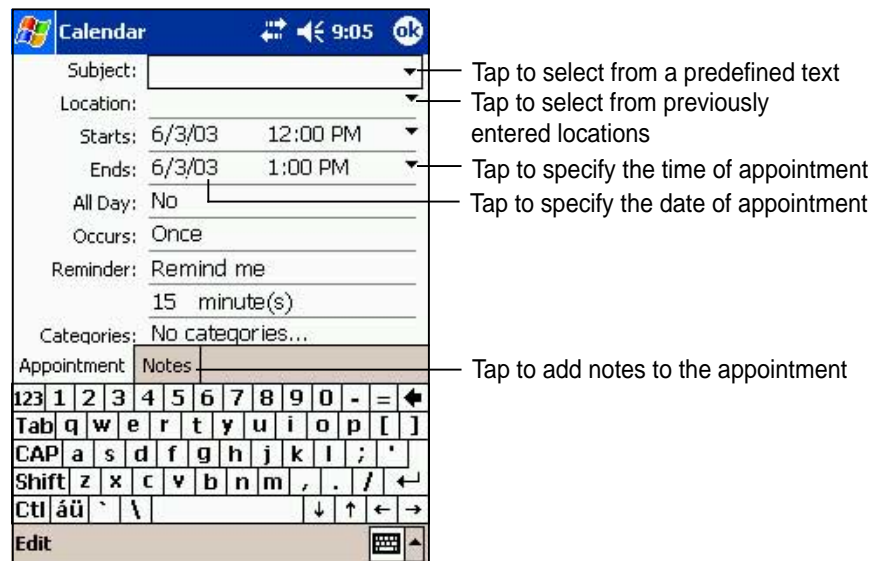 Calendar 9:05 ok
Subject:
Tap to select from a predefined text
Location:
Tap to select from previously
entered locations
Starts: 6/3/03 12:00 PM
Ends: 6/3/03 1:00 PM
Tap to specify the time of appointment
All Day: No
Tap to specify the date of appointment
Occurs: Once
Reminder: Remind me
15 minute(s)
Categories: No categories...
Appointment Notes
Tap to add notes to the appointment
123 1 2 3 4 5 6 7 8 9 0 - = 🡄
Tab q w e r t y u i o p [ ]
CAP a s d f g h j k l ; '
Shift z x c v b n m , . / ↵
Ctl áü ` \ ↓ ↑ ← →
Edit